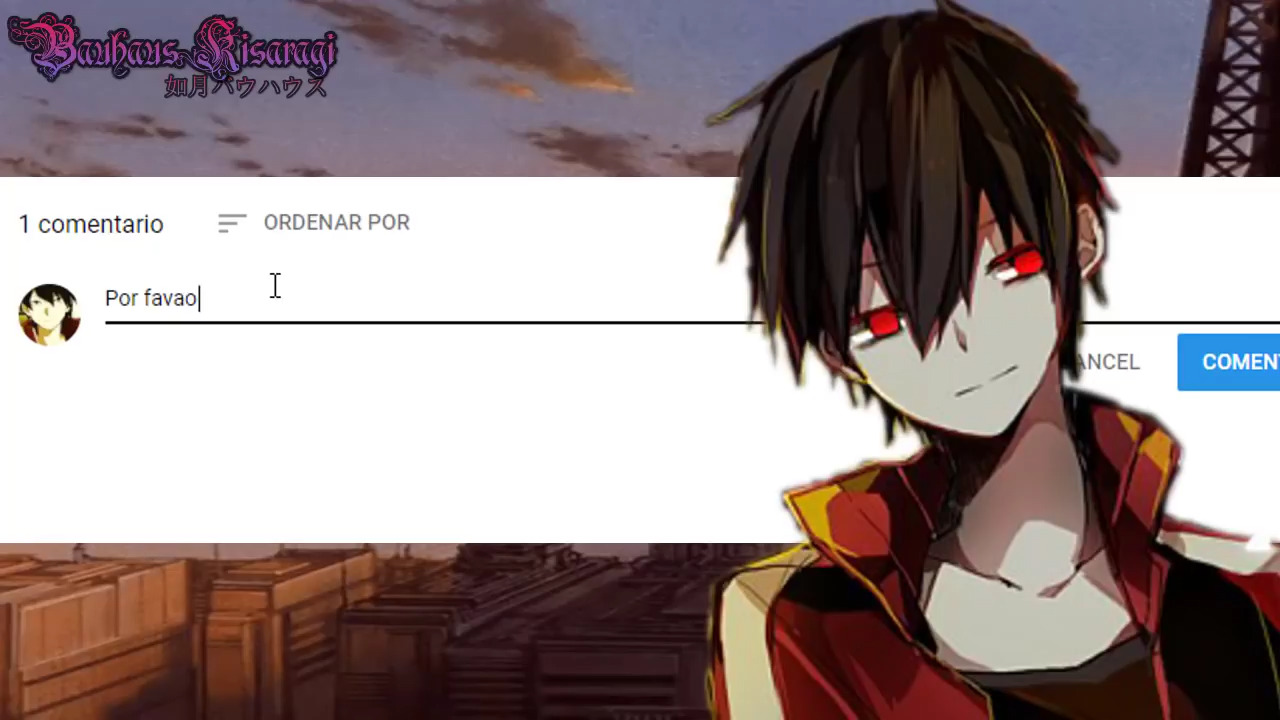 Bauhaus Kisaragi
如月バウハウス
1 comentario
ORDENAR POR
Por favao
ANCEL
COMEN